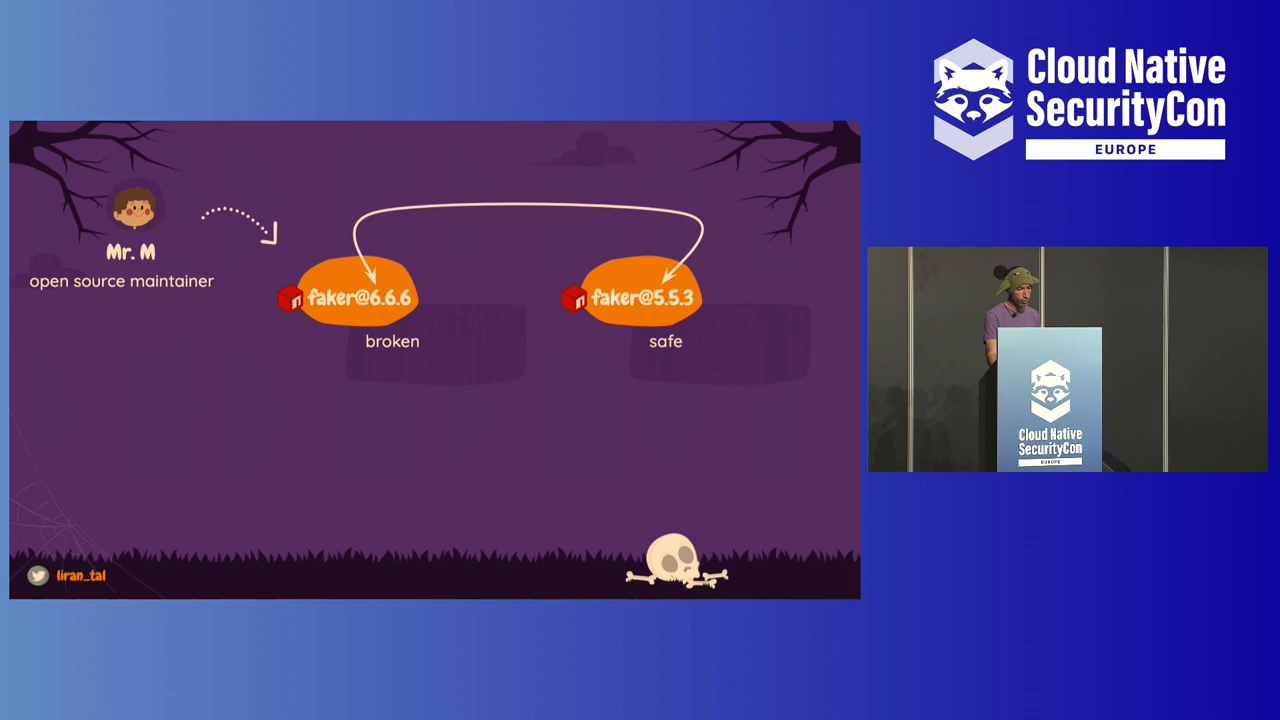 Cloud Native
SecurityCon
EUROPE
Mr. M
open source maintainer
n faker@6.6.6
broken
n faker@5.5.3
safe
liran_tal
Cloud Native
SecurityCon
EUROPE